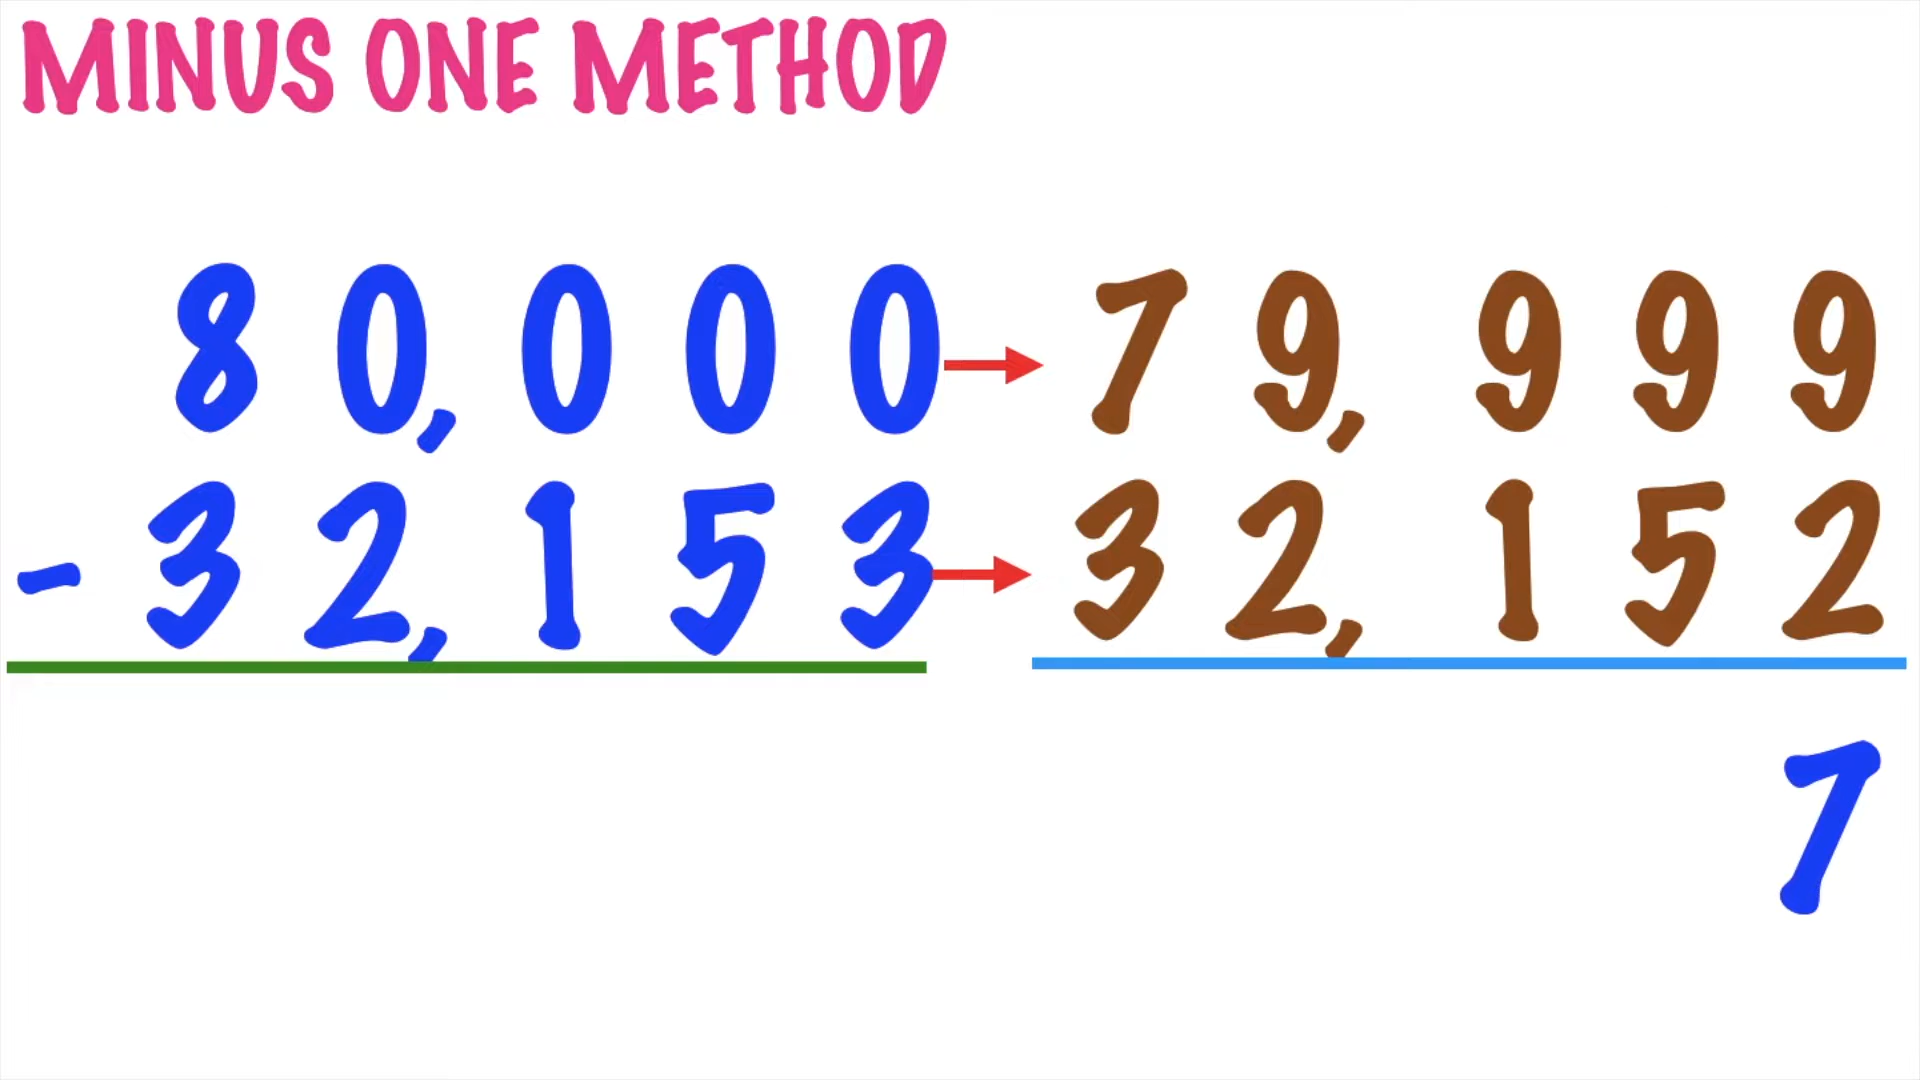 MINUS ONE METHOD
80,000 → 79,999
- 32,153 → 32,152
7